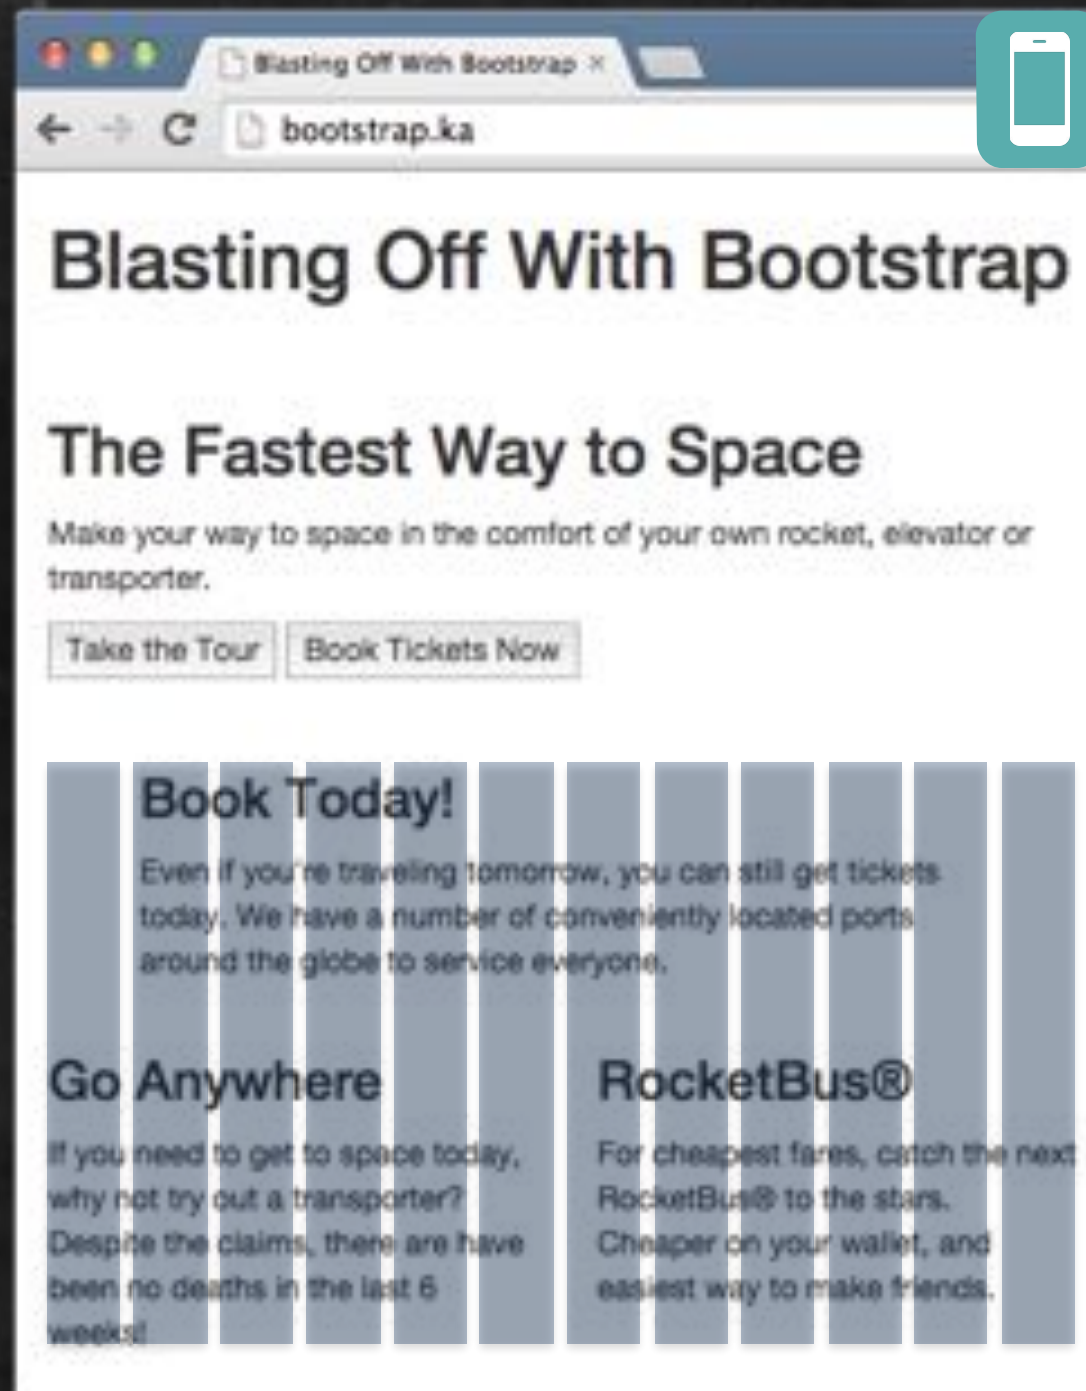 Blasting Off With Bootstrap
bootstrap.ka
Blasting Off With Bootstrap
The Fastest Way to Space
Make your way to space in the comfort of your own rocket, elevator or
transporter.
Take the Tour Book Tickets Now
Book Today!
Even if you're traveling tomorrow, you can still get tickets
today. We have a number of conveniently located ports
around the globe to service everyone.
Go Anywhere
If you need to get to space today,
why not try out a transporter?
Despite the claims, there are have
been no deaths in the last 6
weeks!
RocketBus®
For cheapest fares, catch the next
RocketBus® to the stars.
Cheaper on your wallet, and
easiest way to make friends.